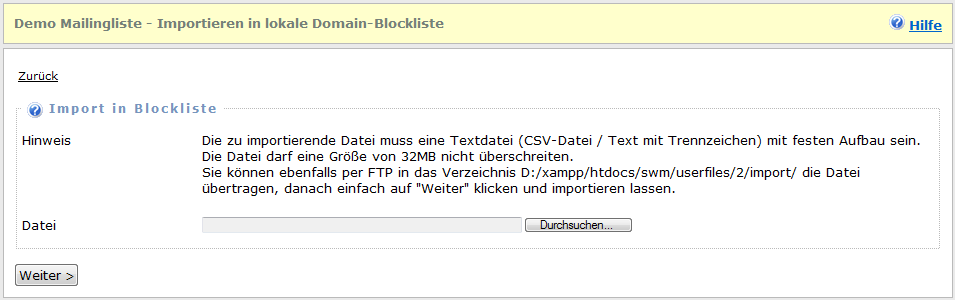 Demo Mailingliste - Importieren in lokale Domain-Blockliste
Hilfe
Zurück
Import in Blockliste
Hinweis
Die zu importierende Datei muss eine Textdatei (CSV-Datei / Text mit Trennzeichen) mit festen Aufbau sein.
Die Datei darf eine Größe von 32MB nicht überschreiten.
Sie können ebenfalls per FTP in das Verzeichnis D:/xampp/htdocs/swm/userfiles/2/import/ die Datei
übertragen, danach einfach auf "Weiter" klicken und importieren lassen.
Datei
Durchsuchen...
Weiter >